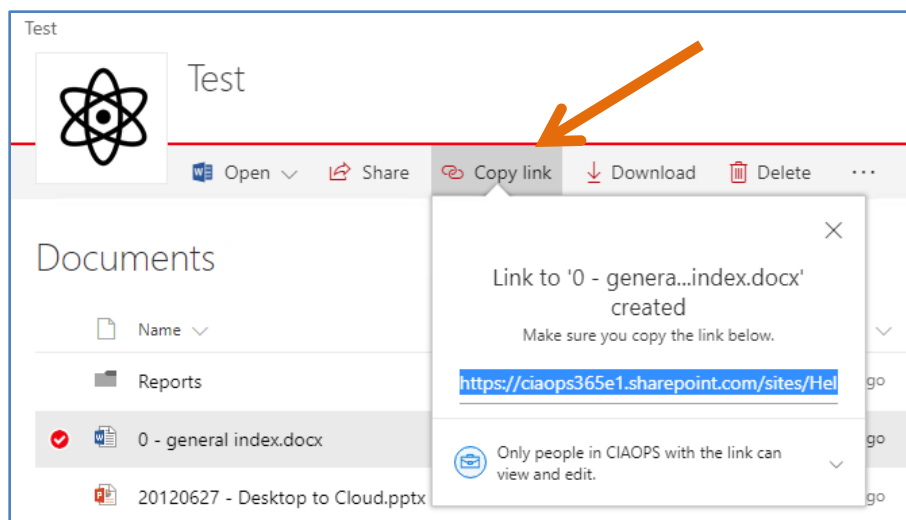 Test
Test
Open Share Copy link Download Delete ...
Documents
Link to '0 - genera...index.docx'
created
Make sure you copy the link below.
Name
https://ciaops365e1.sharepoint.com/sites/Hel
Reports
go
0 - general index.docx
go
Only people in CIAOPS with the link can
view and edit.
20120627 - Desktop to Cloud.pptx
go